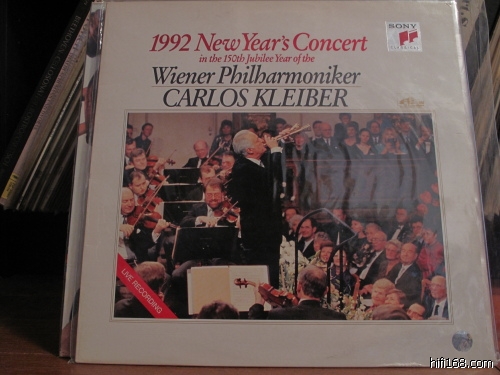 1992 New Year's Concert
in the 150th Jubilee Year of the
Wiener Philharmoniker
CARLOS KLEIBER
SONY
CLASSICAL
LIVE RECORDING
hifi168.com